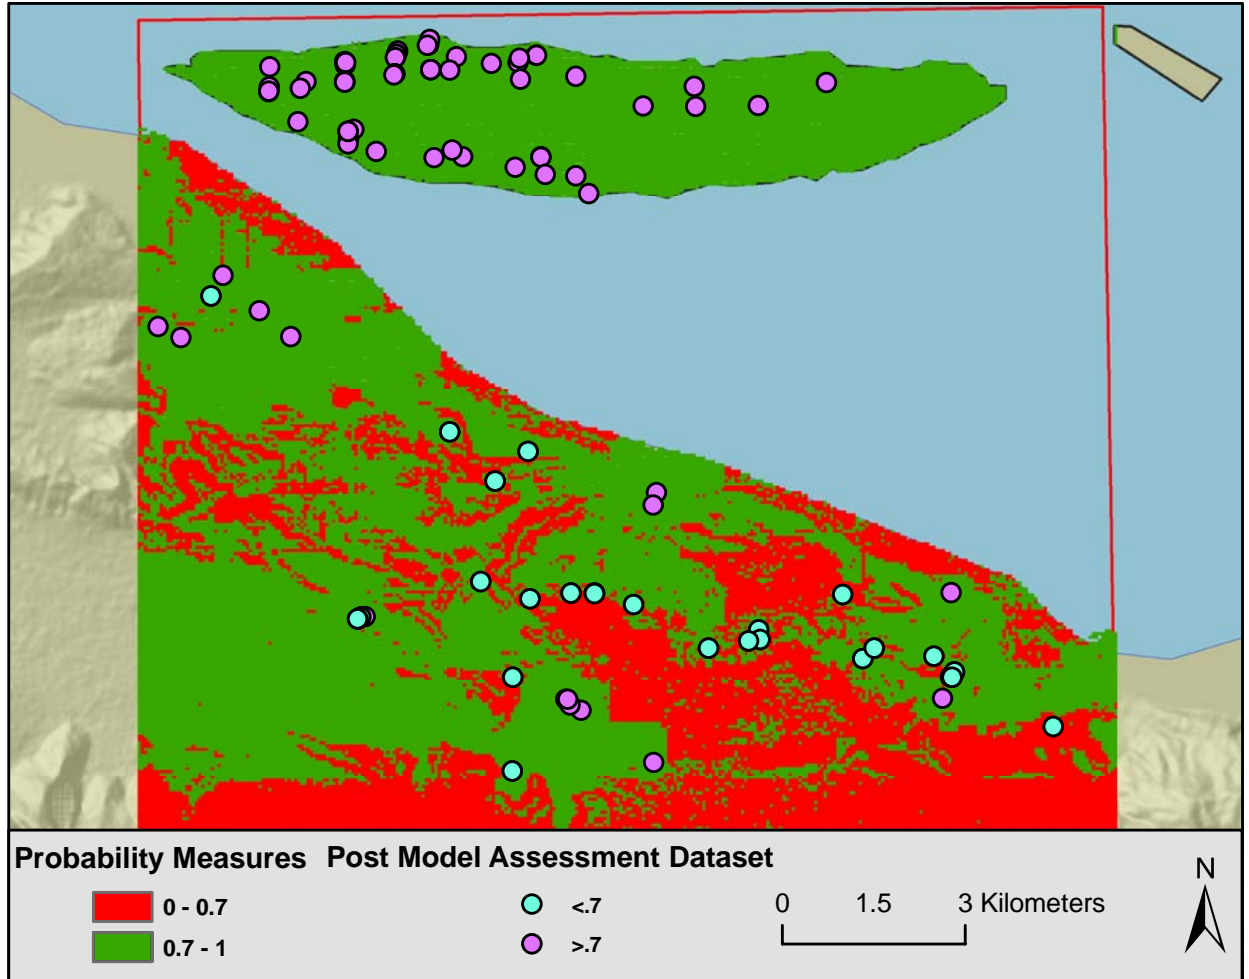 Probability Measures Post Model Assessment Dataset N
0 - 0.7 <.7 0 1.5 3 Kilometers
0.7 - 1 >.7